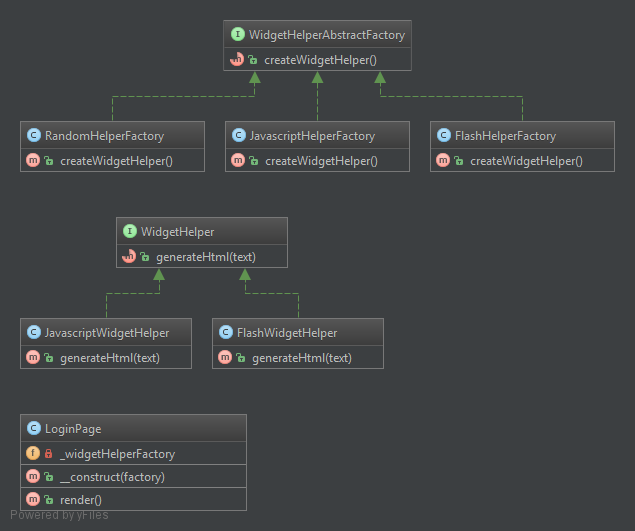 I WidgetHelperAbstractFactory
m createWidgetHelper()
C RandomHelperFactory
m createWidgetHelper()
C JavascriptHelperFactory
m createWidgetHelper()
C FlashHelperFactory
m createWidgetHelper()
I WidgetHelper
m generateHtml(text)
C JavascriptWidgetHelper
m generateHtml(text)
C FlashWidgetHelper
m generateHtml(text)
C LoginPage
f _widgetHelperFactory
m __construct(factory)
m render()
Powered by yFiles